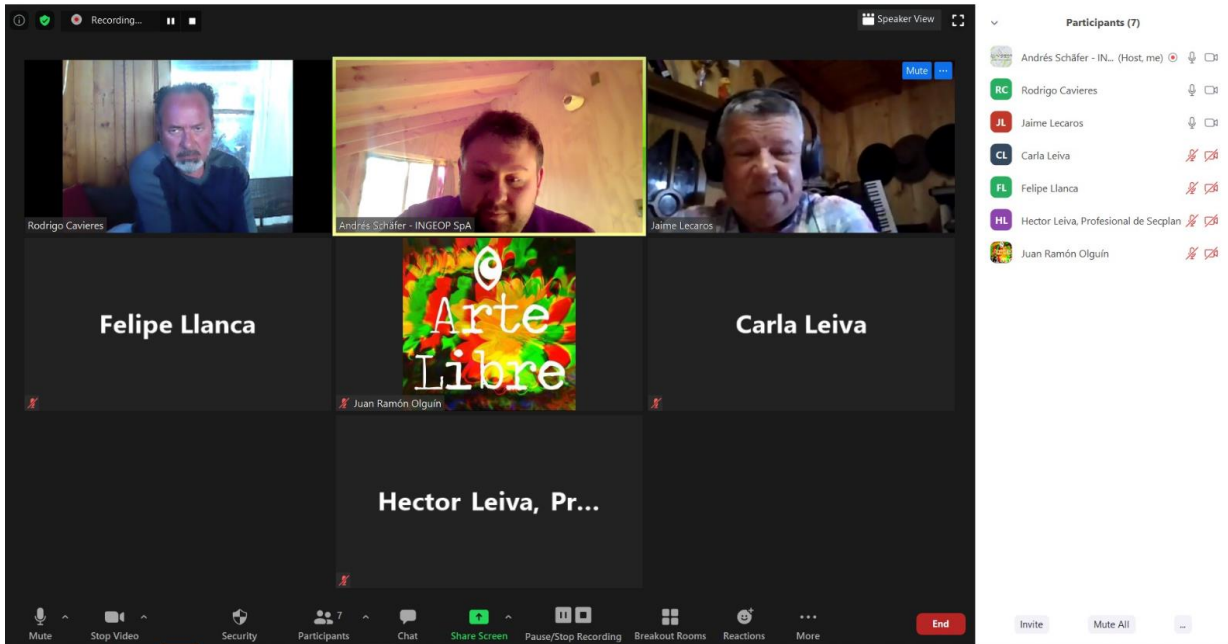 Recording...
Speaker View
Participants (7)
Mute
...
Rodrigo Cavieres
Andrés Schäfer - INGEOP SpA
Jaime Lecaros
Andrés Schäfer - IN... (Host, me)
RC Rodrigo Cavieres
JL Jaime Lecaros
CL Carla Leiva
FL Felipe Llanca
HL Hector Leiva, Profesional de Secplan
Juan Ramón Olguín
Felipe Llanca
Arte
Libre
Juan Ramón Olguín
Carla Leiva
Hector Leiva, Pr...
Mute
Stop Video
Security
7
Participants
Chat
Share Screen
Pause/Stop Recording
Breakout Rooms
Reactions
More
End
Invite
Mute All
...